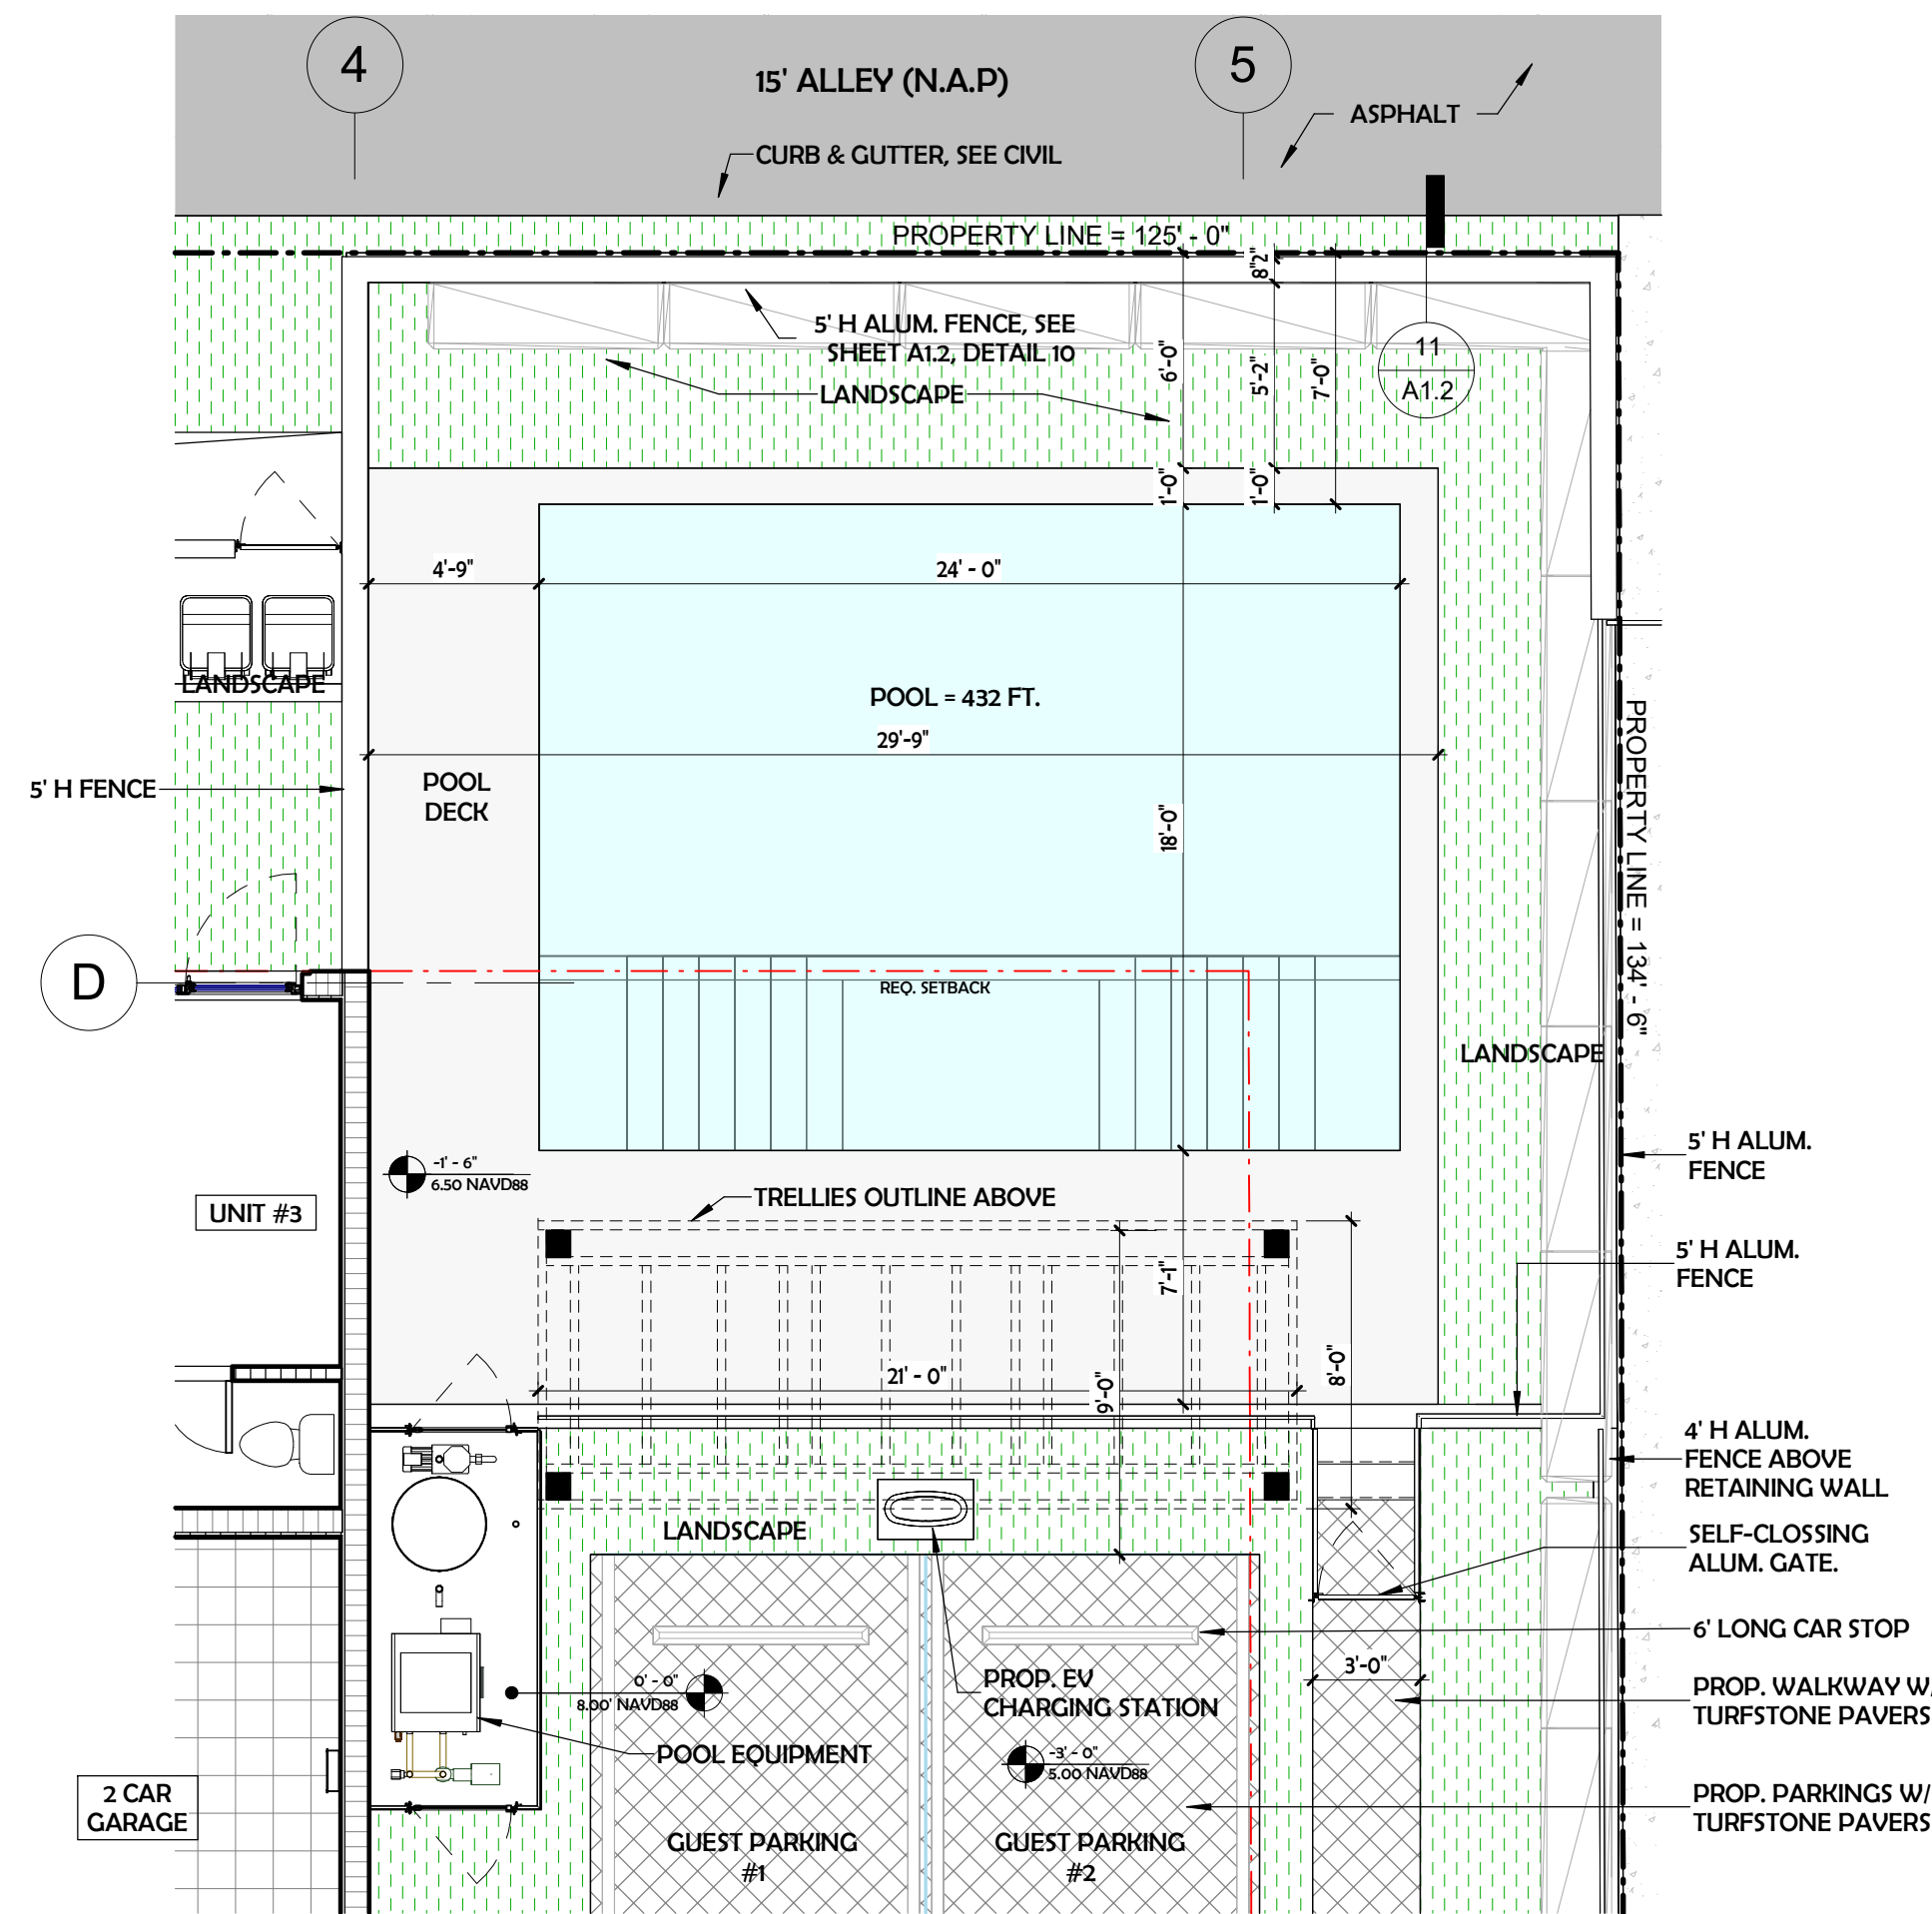 4
15' ALLEY (N.A.P)
5
ASPHALT
CURB & GUTTER, SEE CIVIL
PROPERTY LINE = 125' - 0"
8"
2"
5' H ALUM. FENCE, SEE
SHEET A1.2, DETAIL 10
LANDSCAPE
6'-0"
5'-2"
7'-0"
11
A1.2
1'-0"
1'-0"
4'-9"
24' - 0"
LANDSCAPE
POOL = 432 FT.
29'-9"
5' H FENCE
POOL
DECK
18'-0"
PROPERTY LINE = 134' - 6"
D
REQ. SETBACK
LANDSCAPE
5' H ALUM.
FENCE
-1' - 6"
6.50 NAVD88
UNIT #3
TRELLIES OUTLINE ABOVE
5' H ALUM.
FENCE
7'-1"
21' - 0"
9'-0"
8'-0"
4' H ALUM.
FENCE ABOVE
RETAINING WALL
LANDSCAPE
SELF-CLOSSING
ALUM. GATE.
6' LONG CAR STOP
3'-0"
0' - 0"
8.00' NAVD88
PROP. EV
CHARGING STATION
PROP. WALKWAY W/
TURFSTONE PAVERS
POOL EQUIPMENT
-3' - 0"
5.00 NAVD88
2 CAR
GARAGE
PROP. PARKINGS W/
TURFSTONE PAVERS
GUEST PARKING
#1
GUEST PARKING
#2